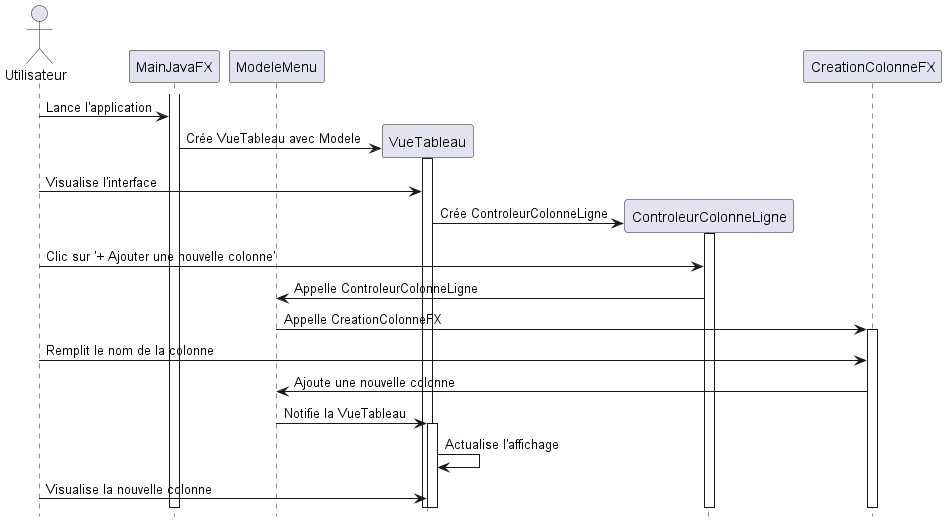 Utilisateur
MainJavaFX
ModeleMenu
CreationColonneFX
Lance l'application
Crée VueTableau avec Modele
VueTableau
Visualise l'interface
Crée ControleurColonneLigne
ControleurColonneLigne
Clic sur '+ Ajouter une nouvelle colonne'
Appelle ControleurColonneLigne
Appelle CreationColonneFX
Remplit le nom de la colonne
Ajoute une nouvelle colonne
Notifie la VueTableau
Actualise l'affichage
Visualise la nouvelle colonne